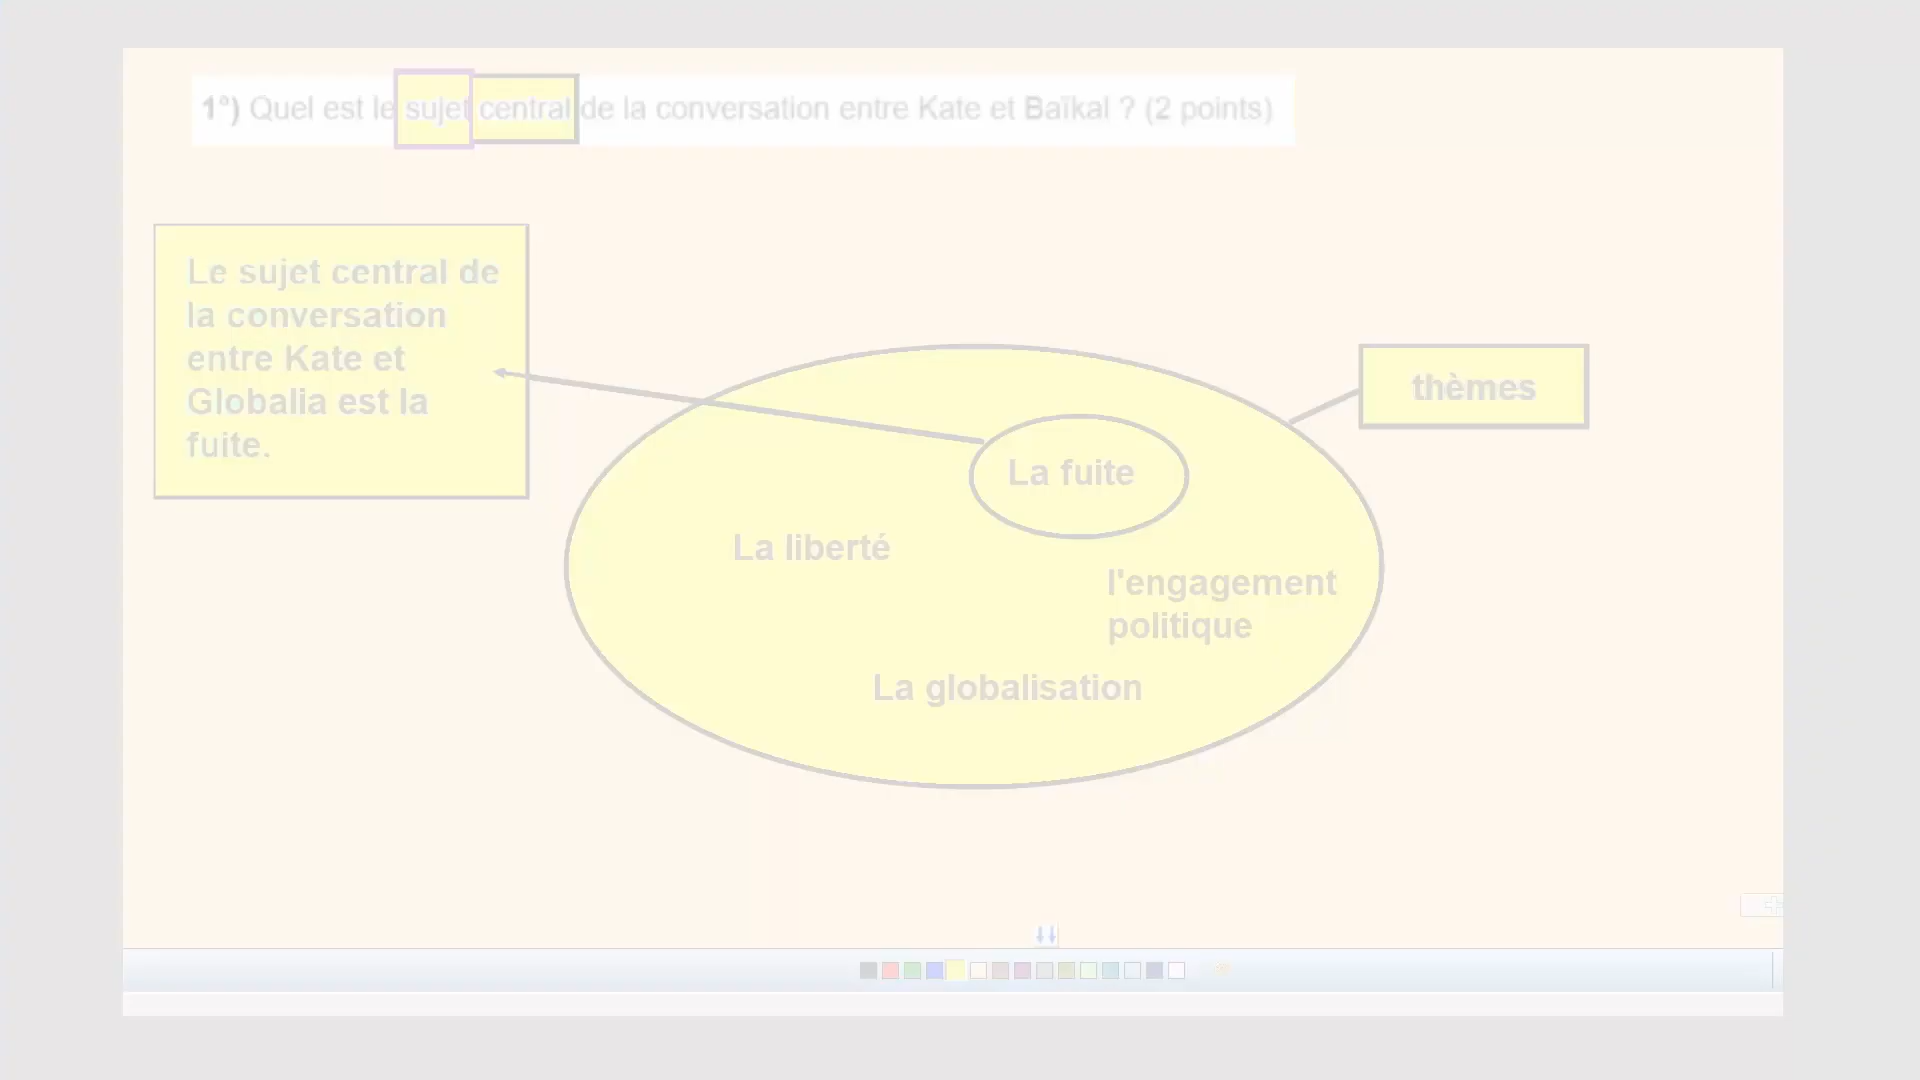 1°) Quel est le sujet central de la conversation entre Kate et Baïkal ? (2 points)
Le sujet central de
la conversation
entre Kate et
Globalia est la
fuite.
thèmes
La fuite
La liberté
l'engagement
politique
La globalisation